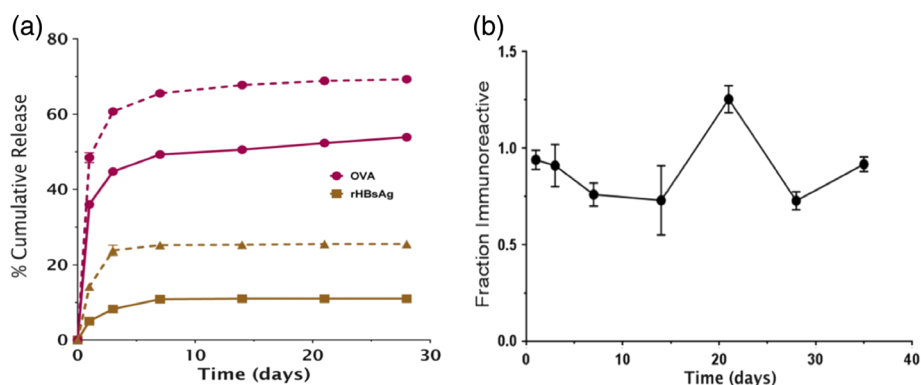 (a)
80
60
40
20
0
% Cumulative Release
OVA
rHBsAg
0 10 20 30
Time (days)
(b)
1.5
1.0
0.5
0.0
Fraction Immunoreactive
0 10 20 30 40
Time (days)